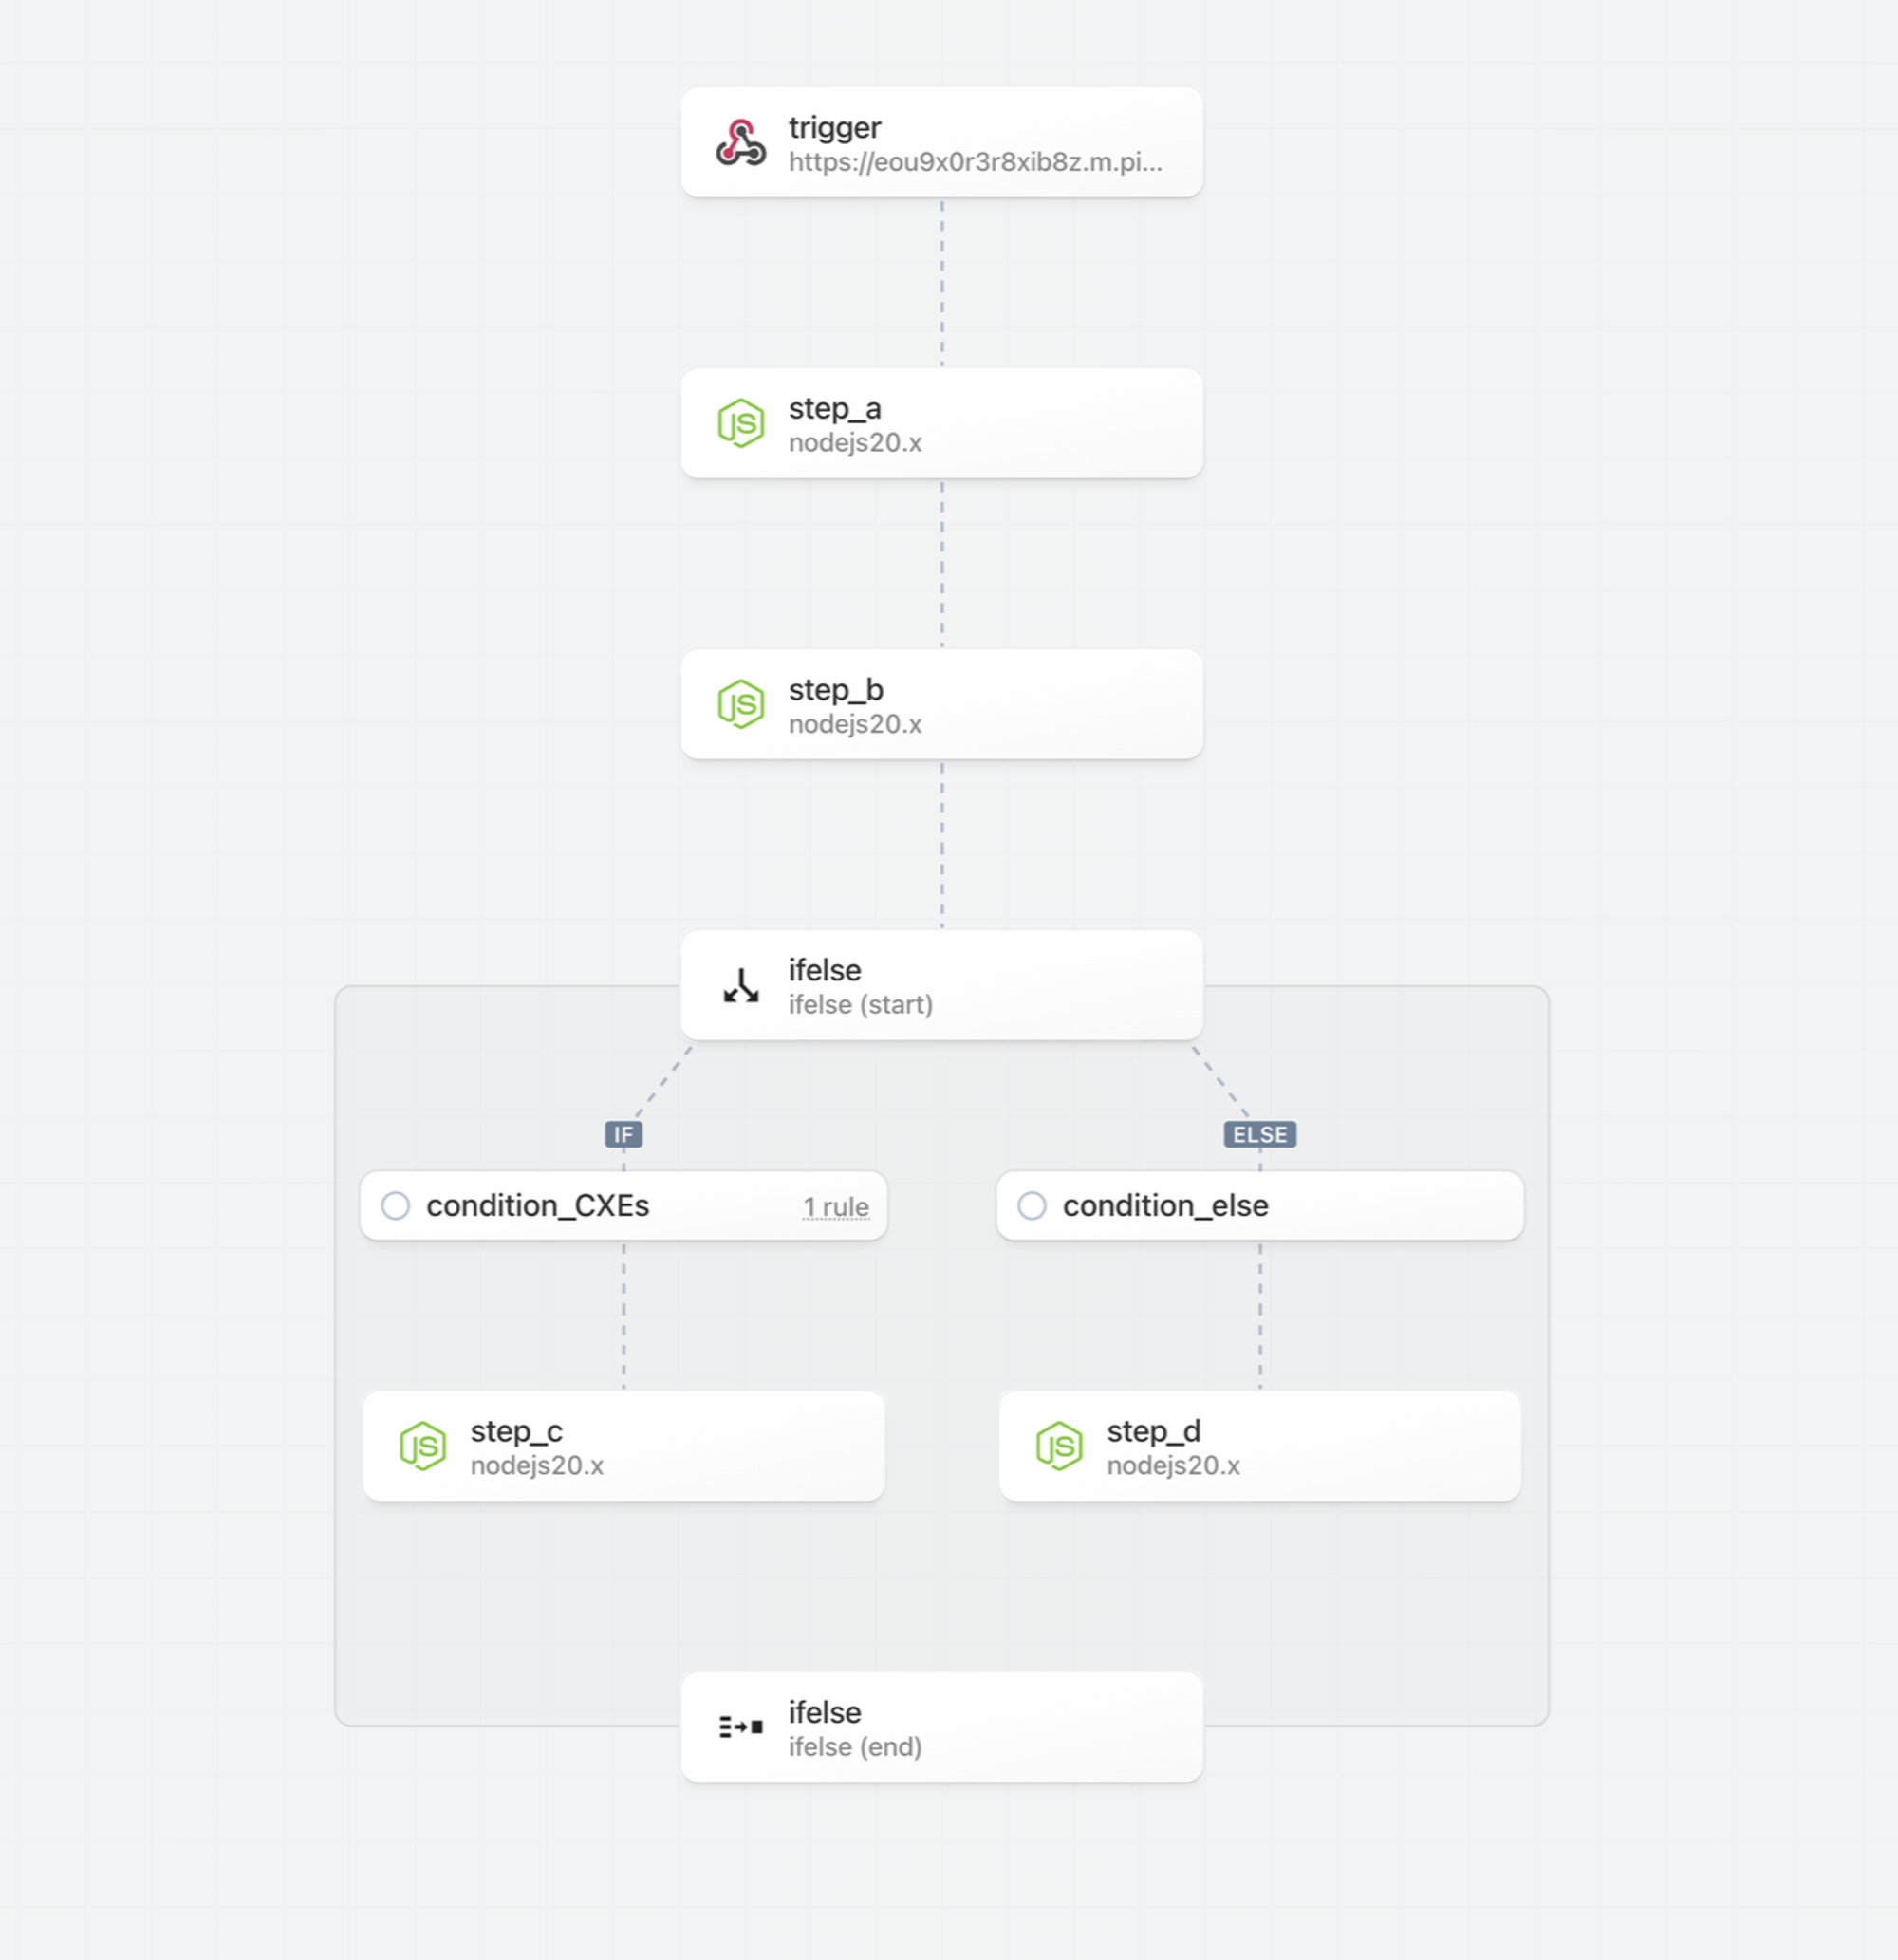 trigger
https://eou9x0r3r8xib8z.m.pi...
JS
step_a
nodejs20.x
JS
step_b
nodejs20.x
ifelse
ifelse (start)
IF
ELSE
condition_CXEs
1 rule
condition_else
JS
step_c
nodejs20.x
JS
step_d
nodejs20.x
ifelse
ifelse (end)